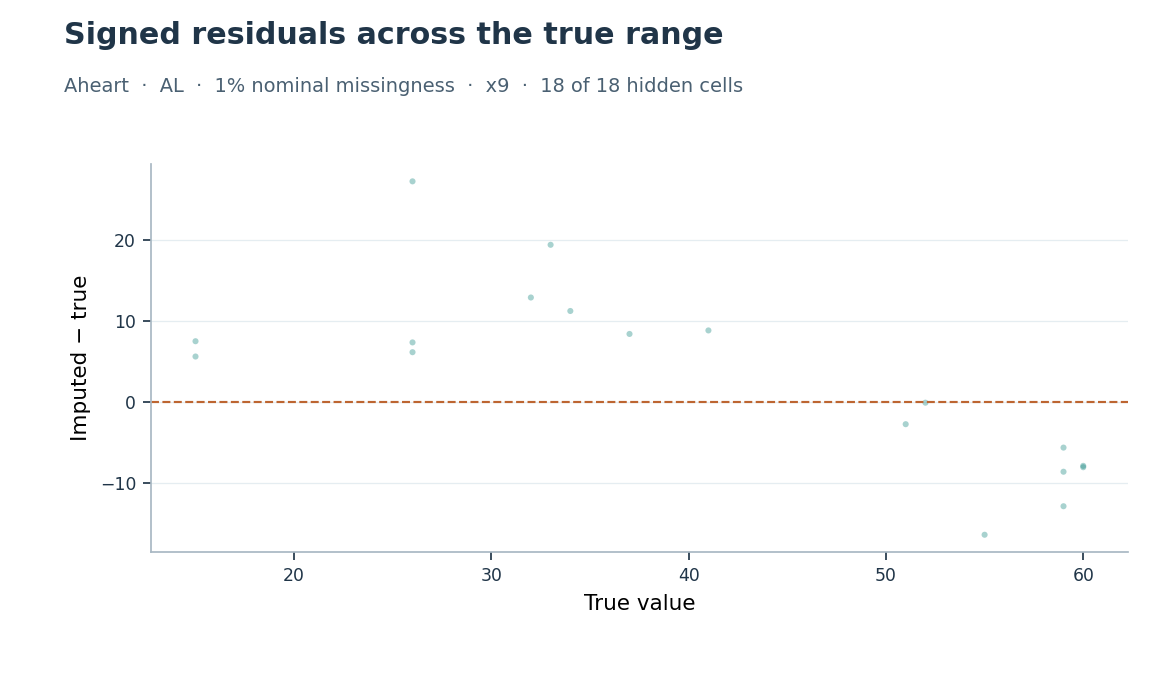 Signed residuals across the true range
Aheart · AL · 1% nominal missingness · x9 · 18 of 18 hidden cells
Imputed − true
20
10
0
−10
20 30 40 50 60
True value